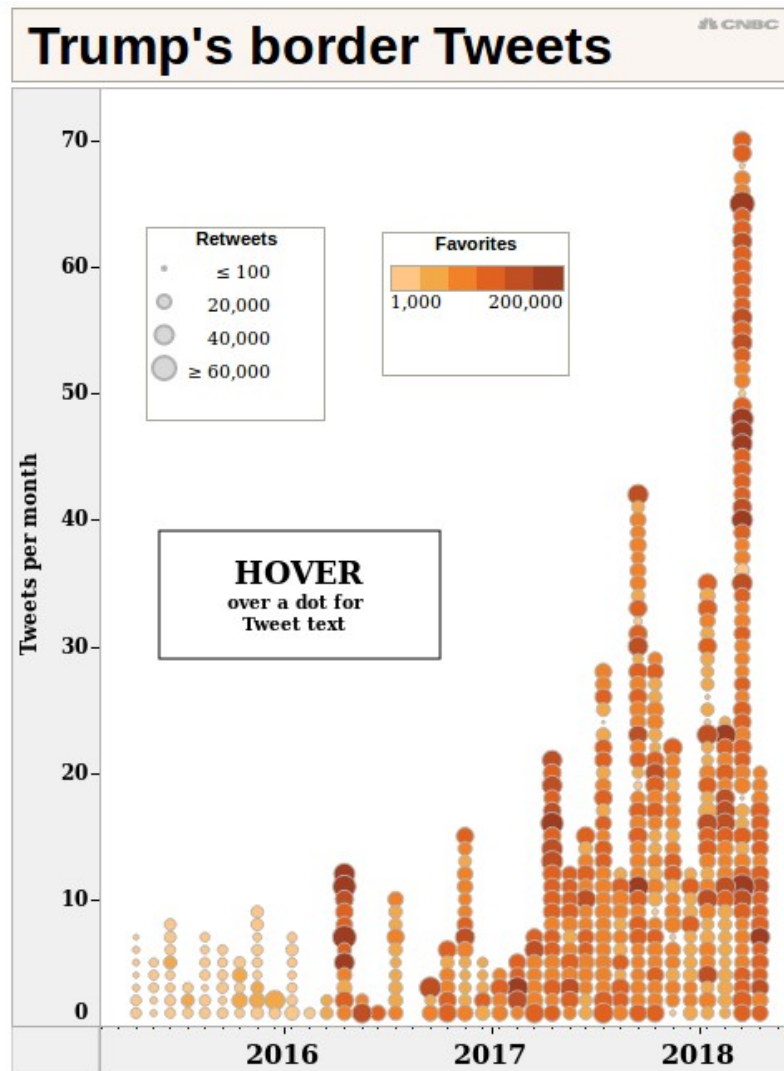 Trump's border Tweets
CNBC
70
Retweets
≤ 100
20,000
40,000
≥ 60,000
Favorites
1,000 200,000
60
50
Tweets per month
40
HOVER
over a dot for
Tweet text
30
20
10
0
2016 2017 2018